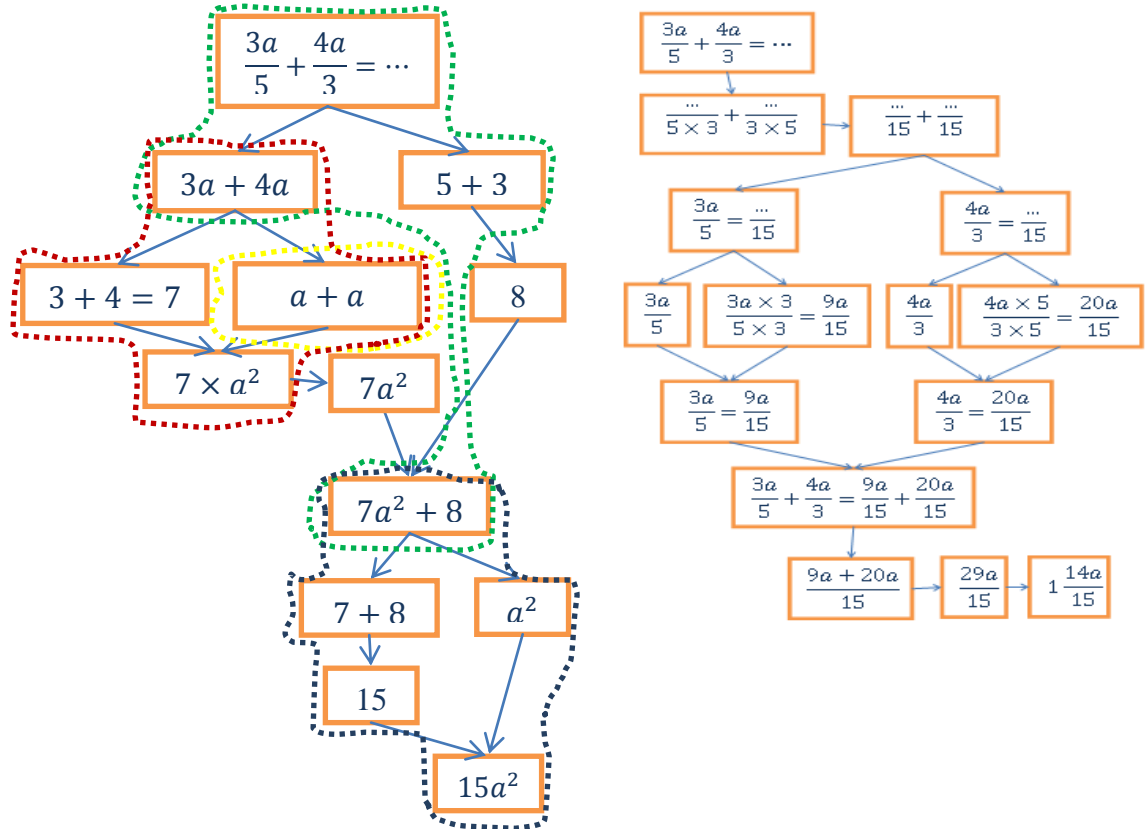 3a/5 + 4a/3 = ⋯
3a + 4a
5 + 3
3 + 4 = 7
a + a
8
7 × a²
7a²
7a² + 8
7 + 8
a²
15
15a²
3a/5 + 4a/3 = ⋯
⋯/(5 × 3) + ⋯/(3 × 5)
⋯/15 + ⋯/15
3a/5 = ⋯/15
4a/3 = ⋯/15
3a/5
(3a × 3)/(5 × 3) = 9a/15
4a/3
(4a × 5)/(3 × 5) = 20a/15
3a/5 = 9a/15
4a/3 = 20a/15
3a/5 + 4a/3 = 9a/15 + 20a/15
(9a + 20a)/15
29a/15
1 14a/15